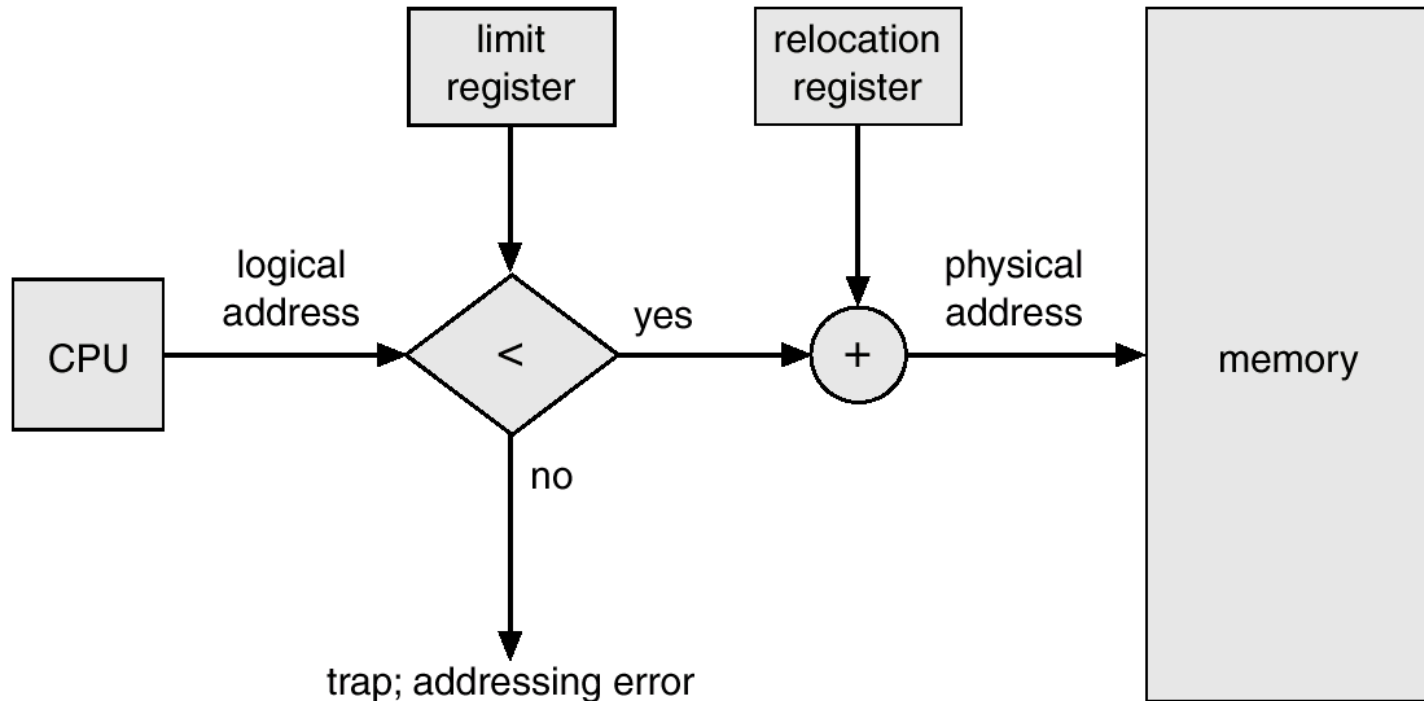 limit
register
relocation
register
logical
address
physical
address
CPU
<
yes
+
memory
no
trap; addressing error